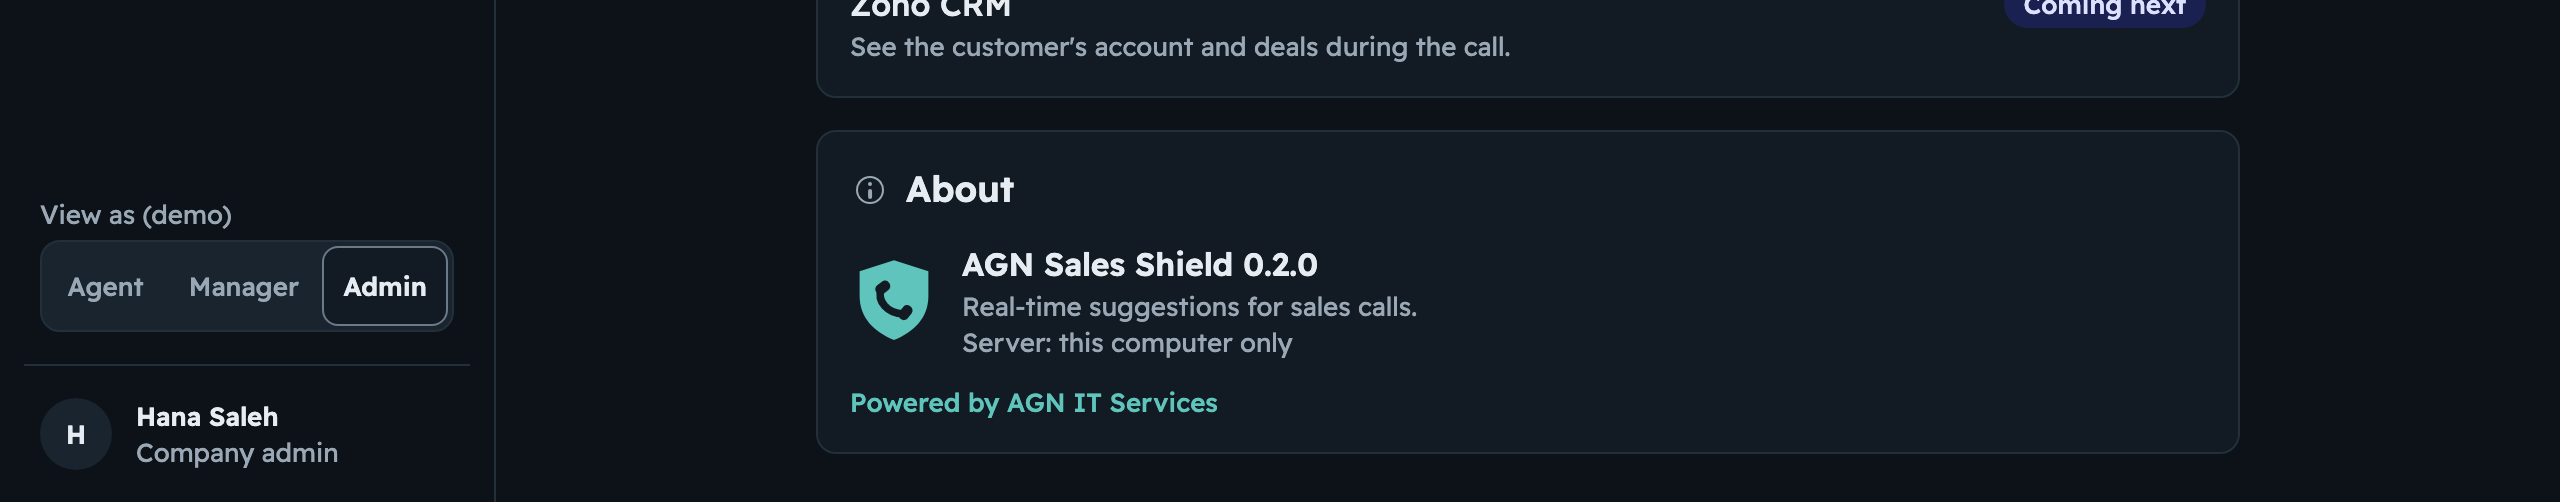 Zoho CRM
Coming next
See the customer's account and deals during the call.
About
AGN Sales Shield 0.2.0
Real-time suggestions for sales calls.
Server: this computer only
Powered by AGN IT Services
View as (demo)
Agent Manager Admin
H
Hana Saleh
Company admin